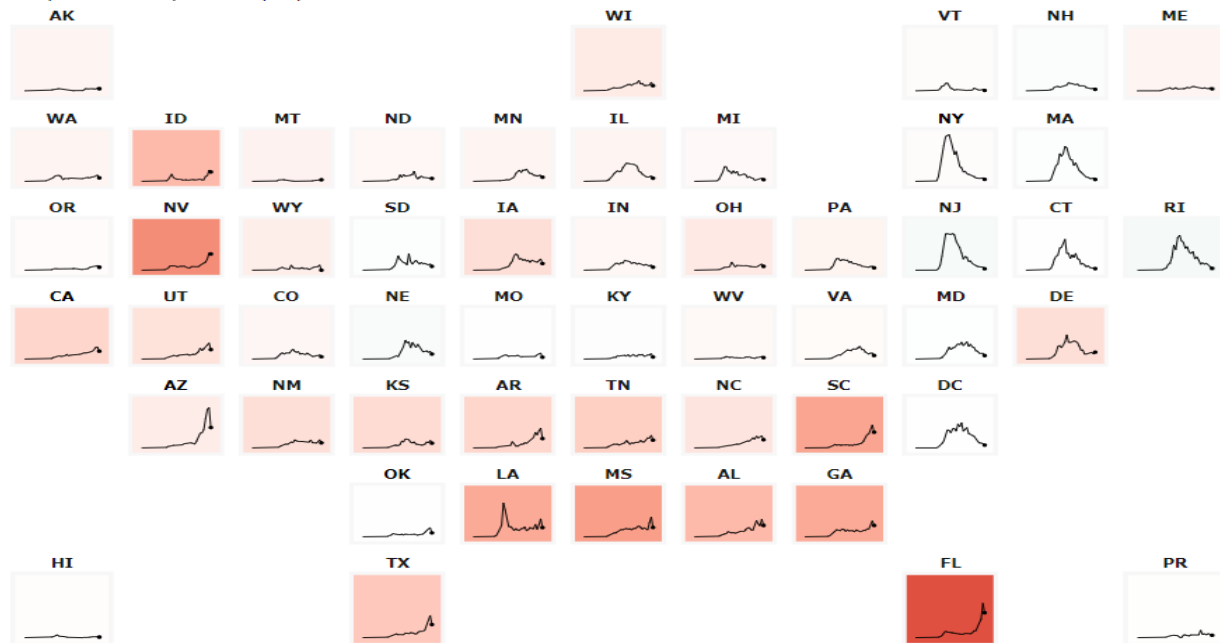 AK WI VT NH ME
WA ID MT ND MN IL MI NY MA
OR NV WY SD IA IN OH PA NJ CT RI
CA UT CO NE MO KY WV VA MD DE
AZ NM KS AR TN NC SC DC
OK LA MS AL GA
HI TX FL PR